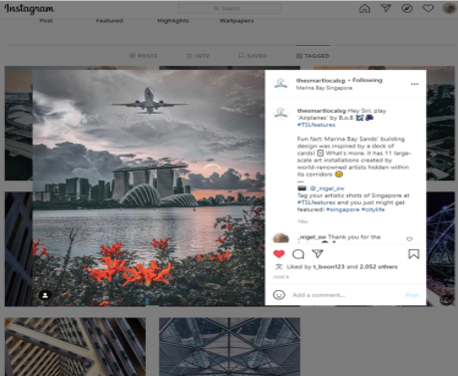 Instagram
Search
Post
Featured
Highlights
Wallpapers
POSTS
IGTV
SAVED
TAGGED
thesmartlocalsg • Following
Marina Bay Singapore
thesmartlocalsg Hey Siri, play
'Airplanes' by B.o.B
#TSLfeatures
Fun fact: Marina Bay Sands' building
design was inspired by a deck of
cards! What's more, it has 11 large-
scale art installations created by
world-renowned artists hidden within
its corridors
—
@_nigel_sw
Tag your artistic shots of Singapore at
#TSLfeatures and you just might get
featured! #singapore #citylife
_nigel_sw Thank you for the
Liked by t_boon123 and 2,052 others
JUNE
Add a comment...
Post